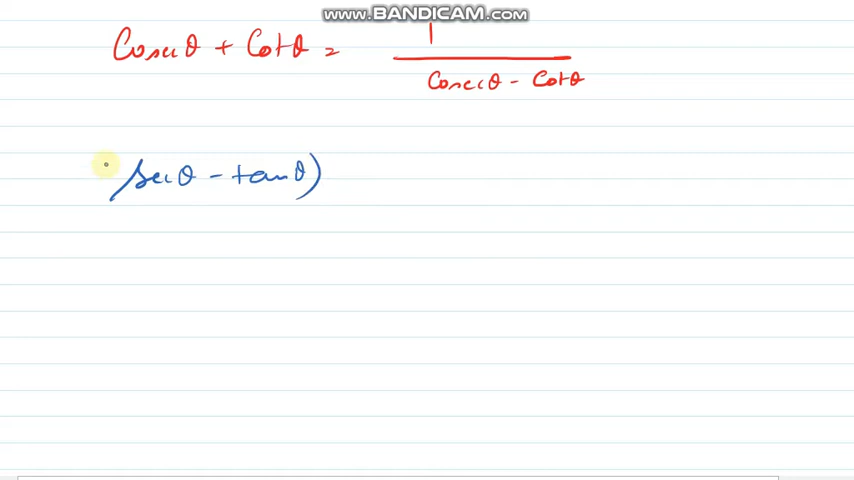 www.BANDICAM.com
Cosecθ + Cotθ = 1 / Cosecθ - Cotθ
secθ - tanθ)